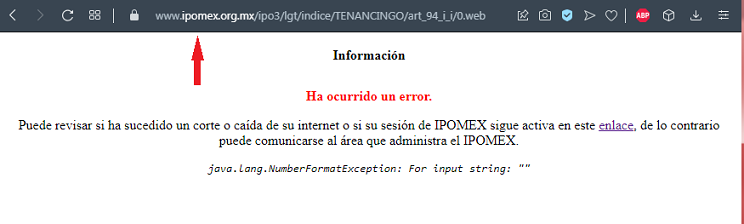 www.ipomex.org.mx/ipo3/lgt/indice/TENANCINGO/art_94_i_i/0.web
ABP
Información
Ha ocurrido un error.
Puede revisar si ha sucedido un corte o caída de su internet o si su sesión de IPOMEX sigue activa en este enlace, de lo contrario
puede comunicarse al área que administra el IPOMEX.
java.lang.NumberFormatException: For input string: ""